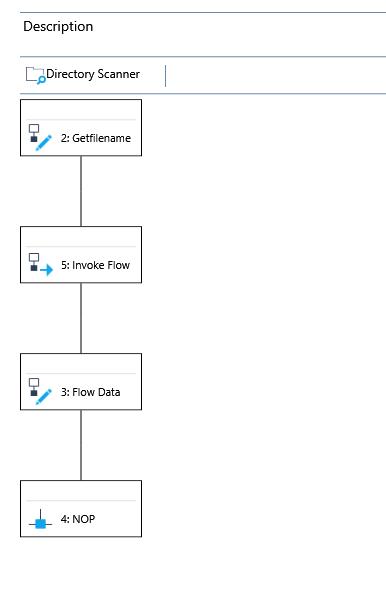 Description
Directory Scanner
2: Getfilename
5: Invoke Flow
3: Flow Data
4: NOP